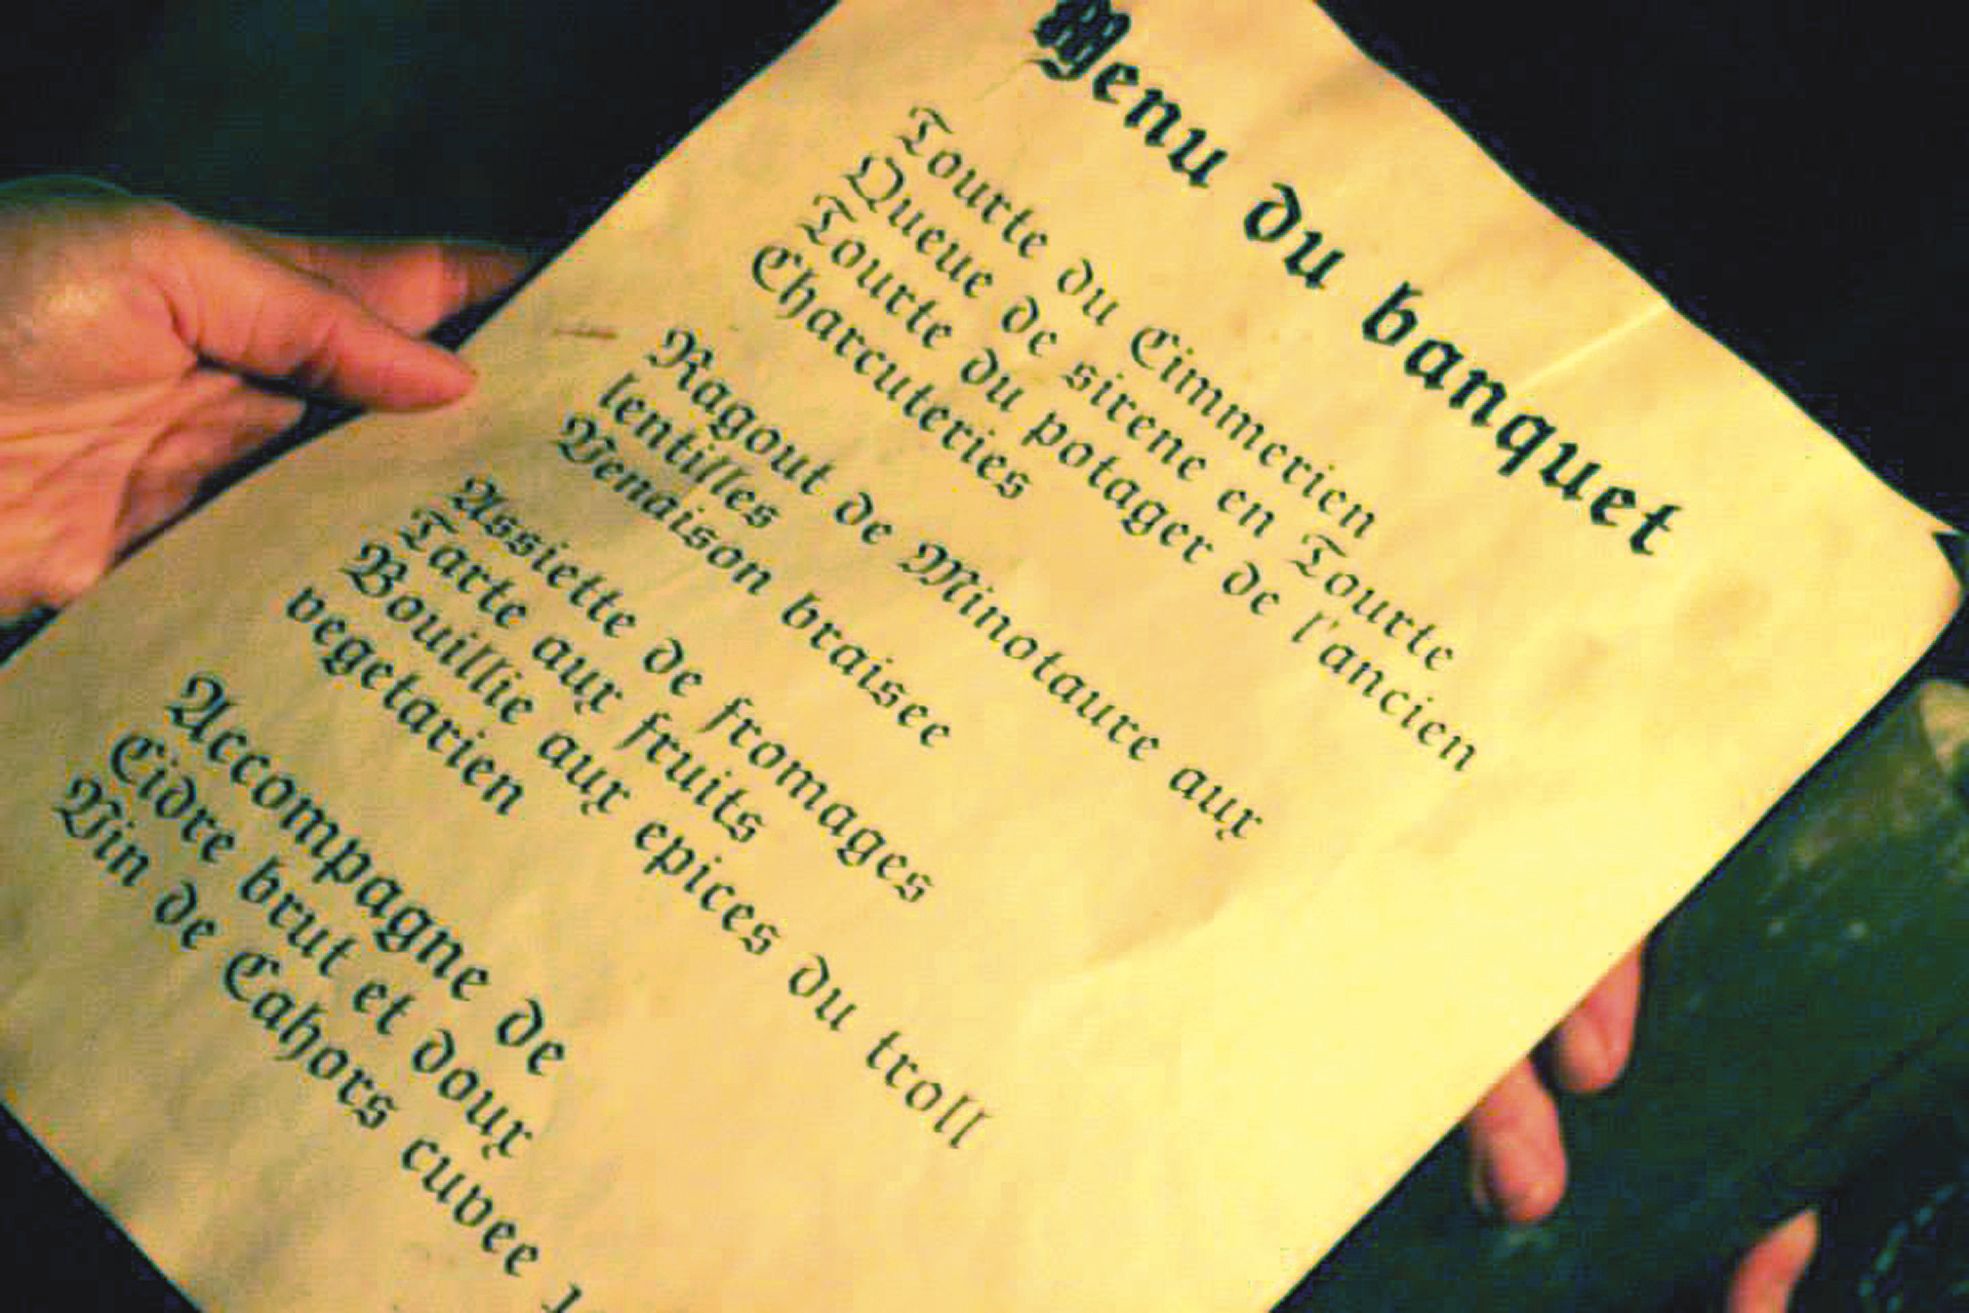 Menu du banquet
Tourte du Cimmerien
Queue de sirene en Tourte
Tourte du potager de l'ancien
Charcuteries
Ragout de Minotaure aux
lentilles
Venaison braisee
Assiette de fromages
Tarte aux fruits
Bouillie aux epices du troll
vegetarien
Accompagne de
Cidre brut et doux
Vin de Cahors cuvee